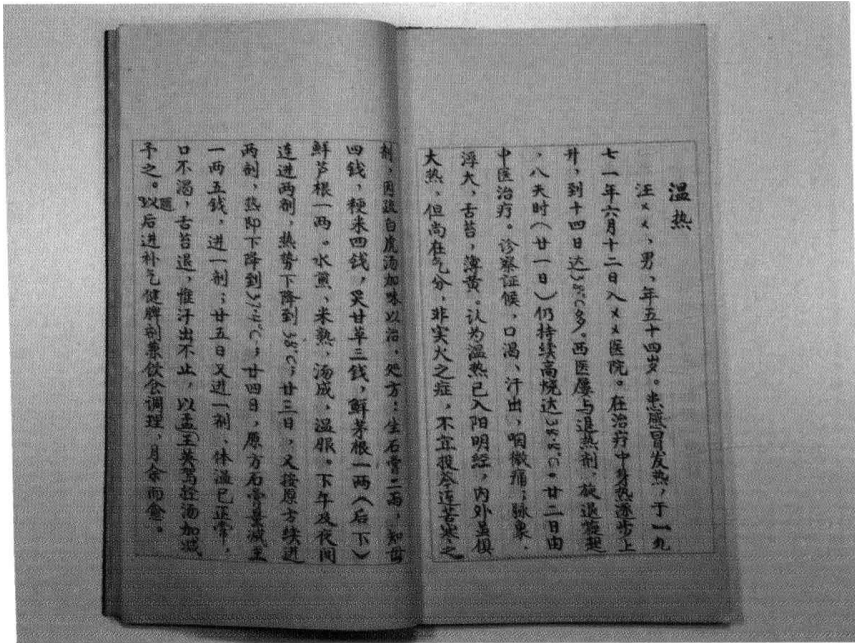 温热
汪××,男,年五十四岁。患感冒发热,于一九
七一年六月十二日入××医院。在治疗中身热逐步上
升,到十四日达38℃多。西医屡与退热剂,旋退旋起
,八天时(廿一日)仍持续高烧达38.8℃。廿二日由
中医治疗。诊察证候,口渴、汗出,咽微痛;脉象、
浮大,舌苔,薄黄。认为温热已入阳明经,内外虽俱
大热,但尚在气分,非实火之症,不宜投芩连苦寒之
剂,因疏白虎汤加味以治,处方:生石膏二两,知母
四钱,粳米四钱,炙甘草三钱,鲜茅根一两(后下)
鲜芦根一两。水煎、米熟,汤成,温服。下午及夜间
连进两剂,热势下降到38℃;廿三日,又按原方续进
两剂,热即下降到37.4℃;廿四日,原方石膏量减至
一两五钱,进一剂;廿五日又进一剂、体温已正常,
口不渴,舌苔退,惟汗出不止,以孟王英驾轻汤加减
予之。随以后进补气健脾剂兼饮食调理,月余而愈。